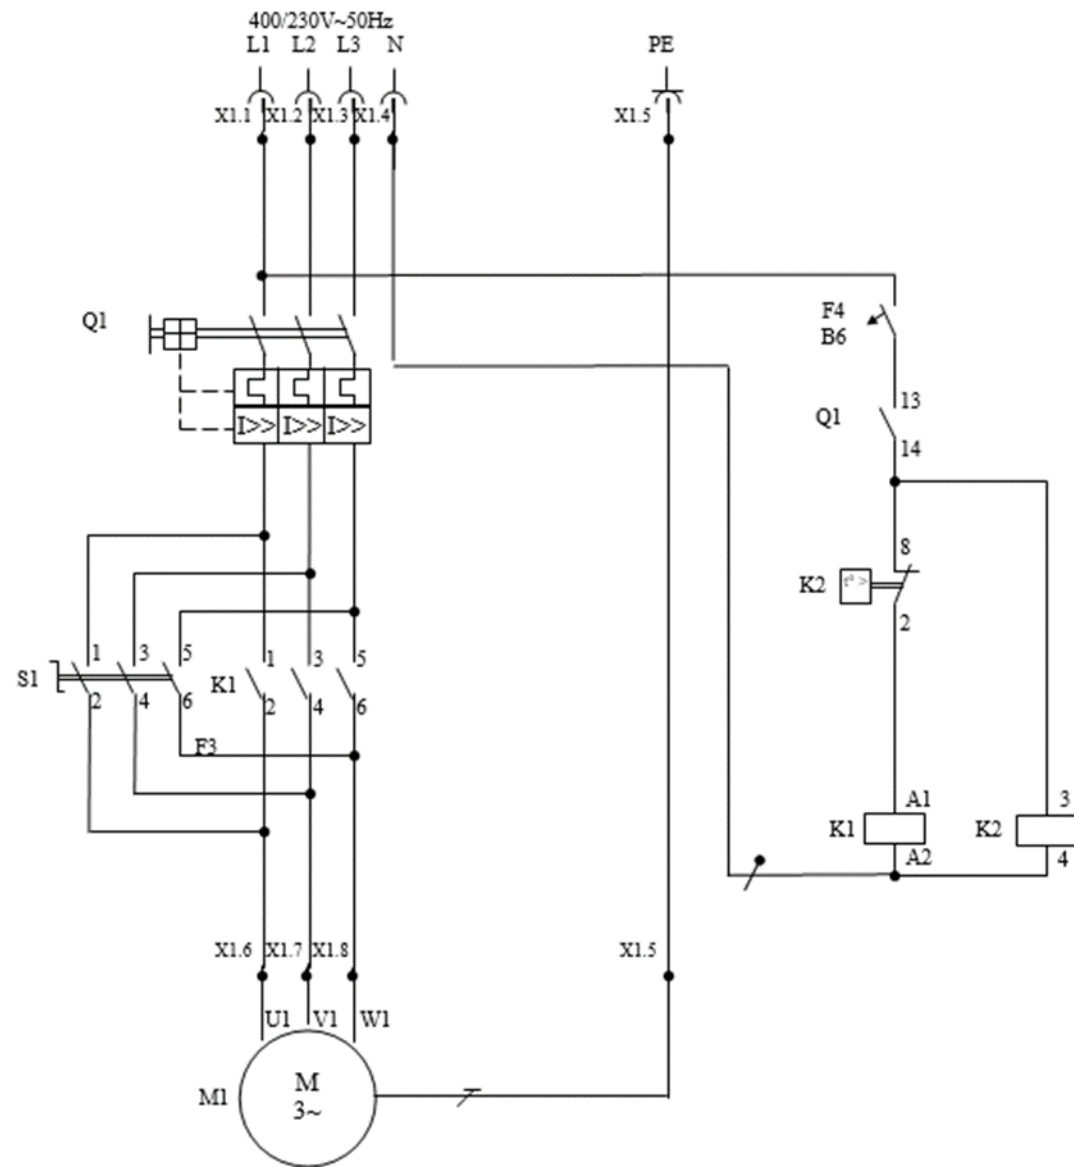 400/230V~50Hz
L1 L2 L3 N PE
X1.1 X1.2 X1.3 X1.4 X1.5
Q1
F4
B6
I>> I>> I>>
13
Q1
14
8
K2 t° >
2
1 3 5 1 3 5
S1 K1
2 4 6 2 4 6
F3
A1 3
K1 K2
A2 4
X1.6 X1.7 X1.8 X1.5
U1 V1 W1
M
M1
3~